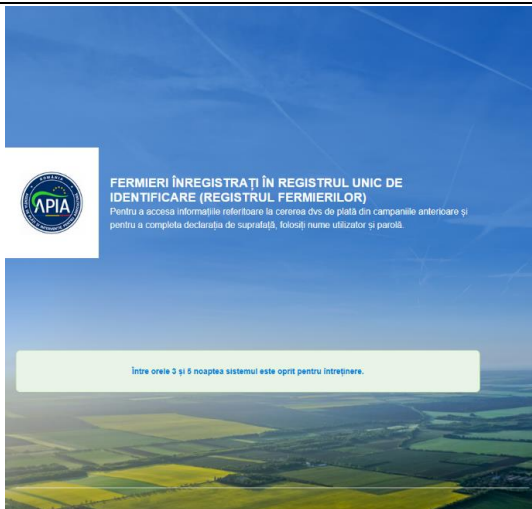 ROMÂNIA
APIA
FERMIERI ÎNREGISTRAȚI ÎN REGISTRUL UNIC DE
IDENTIFICARE (REGISTRUL FERMIERILOR)
Pentru a accesa informațiile referitoare la cererea dvs de plată din campaniile anterioare și
pentru a completa declarația de suprafață, folosiți nume utilizator și parolă.
Între orele 3 și 5 noaptea sistemul este oprit pentru întreținere.